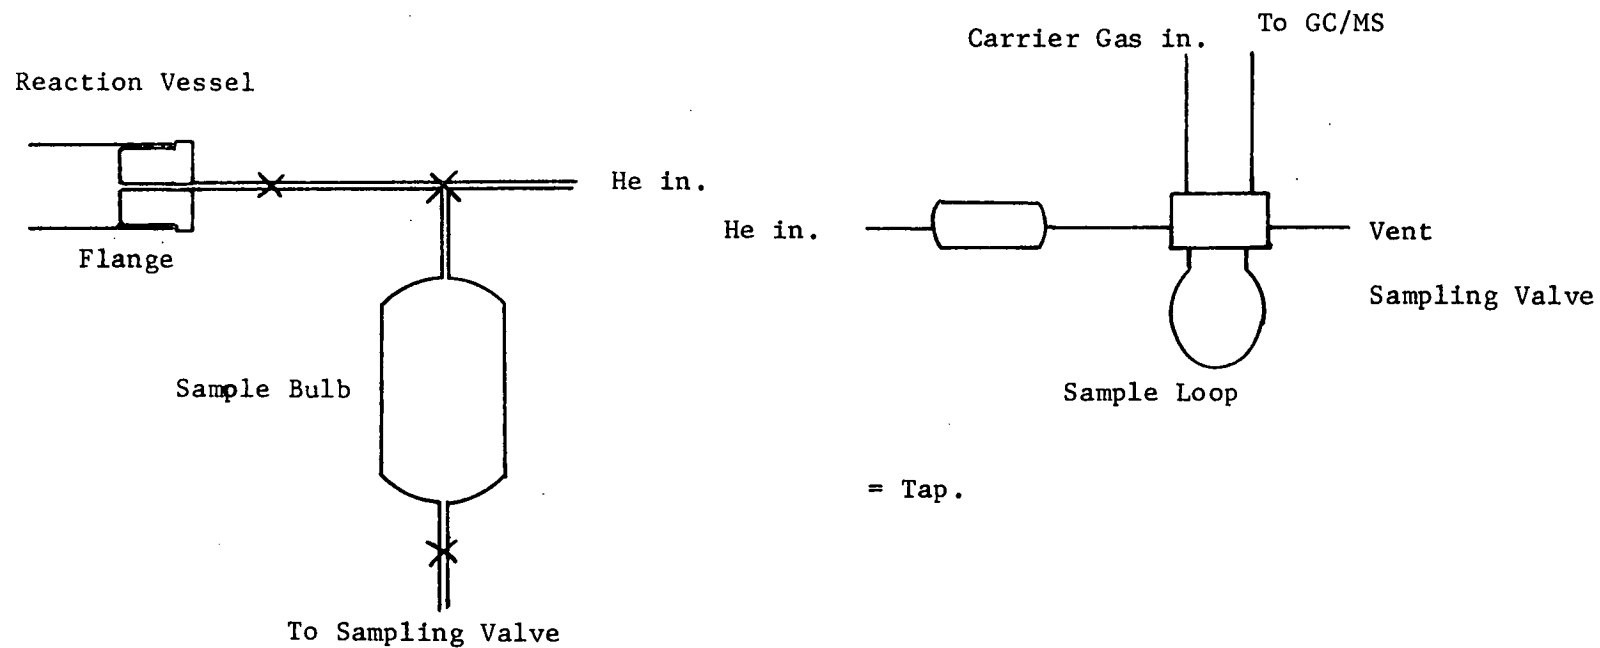 Reaction Vessel
Flange
He in.
Sample Bulb
To Sampling Valve
Carrier Gas in.
To GC/MS
He in.
Vent
Sampling Valve
Sample Loop
= Tap.